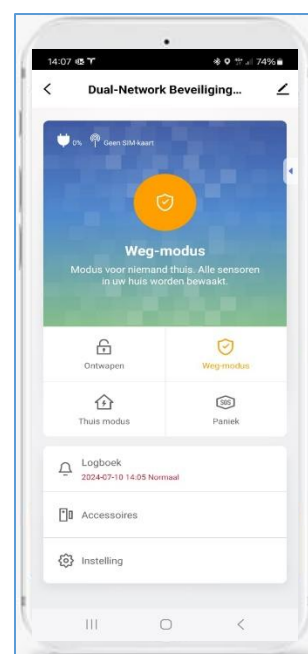 14:07
74%
Dual-Network Beveiliging...
0% Geen SIM-kaart
Weg-modus
Modus voor niemand thuis. Alle sensoren
in uw huis worden bewaakt.
Ontwapen
Weg-modus
Thuis modus
SOS
Paniek
Logboek
2024-07-10 14:05 Normaal
Accessoires
Instelling